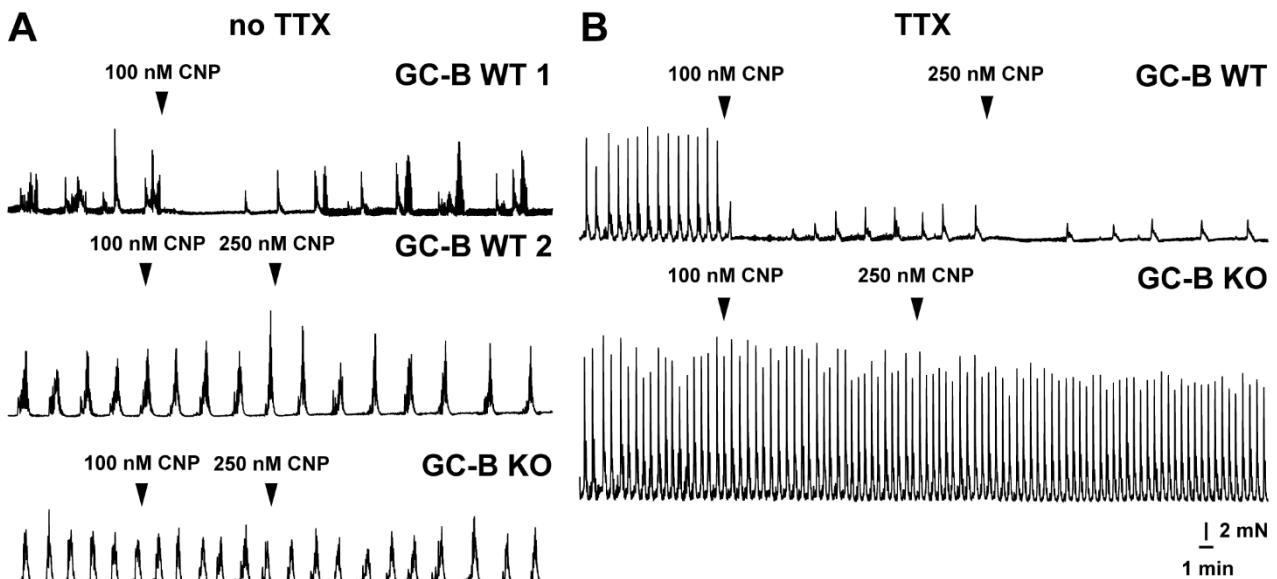 A
no TTX
100 nM CNP
GC-B WT 1
100 nM CNP
250 nM CNP
GC-B WT 2
100 nM CNP
250 nM CNP
GC-B KO
B
TTX
100 nM CNP
250 nM CNP
GC-B WT
100 nM CNP
250 nM CNP
GC-B KO
2 mN
1 min